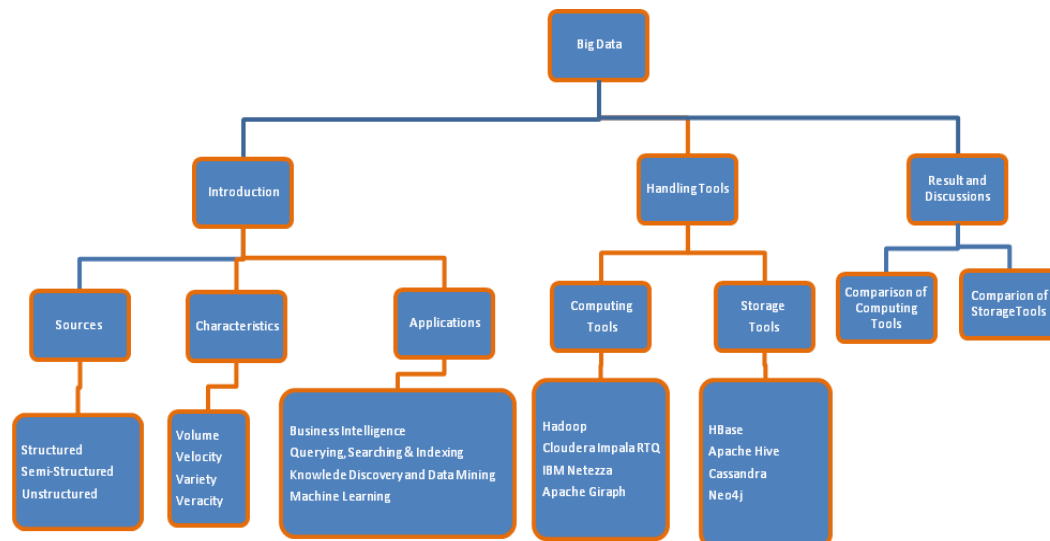 Big Data
Introduction
Handling Tools
Result and
Discussions
Sources
Characteristics
Applications
Computing
Tools
Storage
Tools
Comparison of
Computing
Tools
Comparion of
StorageTools
Structured
Semi-Structured
Unstructured
Volume
Velocity
Variety
Veracity
Business Intelligence
Querying, Searching & Indexing
Knowlede Discovery and Data Mining
Machine Learning
Hadoop
Cloudera Impala RTQ
IBM Netezza
Apache Giraph
HBase
Apache Hive
Cassandra
Neo4j